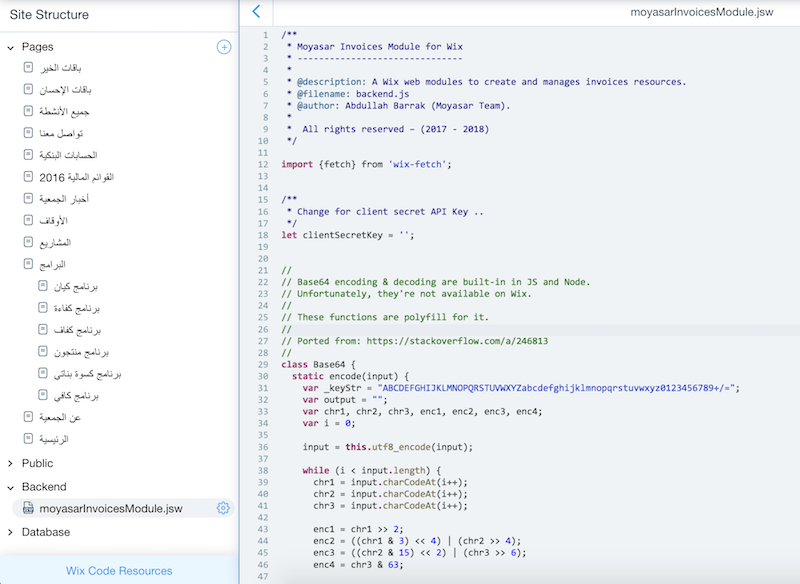 Site Structure
Pages
باقات الخير
باقات الإحسان
جميع الأنشطة
تواصل معنا
الحسابات البنكية
القوائم المالية 2016
أخبار الجمعية
الأوقاف
المشاريع
البرامج
برنامج كيان
برنامج كفاءة
برنامج كفاف
برنامج منتجون
برنامج كسوة بناتي
برنامج كافي
عن الجمعية
الرئيسية
Public
Backend
moyasarInvoicesModule.jsw
Database
Wix Code Resources
moyasarInvoicesModule.jsw
1 /**
2 * Moyasar Invoices Module for Wix
3 * ------------------------------
4 *
5 * @description: A Wix web modules to create and manages invoices resources.
6 * @filename: backend.js
7 * @author: Abdullah Barrak (Moyasar Team).
8 *
9 * All rights reserved – (2017 - 2018)
10 */
11
12 import {fetch} from 'wix-fetch';
13
14
15 /**
16 * Change for client secret API Key ..
17 */
18 let clientSecretKey = '';
19
20
21 //
22 // Base64 encoding & decoding are built-in in JS and Node.
23 // Unfortunately, they're not available on Wix.
24 //
25 // These functions are polyfill for it.
26 //
27 // Ported from: https://stackoverflow.com/a/246813
28 //
29 class Base64 {
30 static encode(input) {
31 var _keyStr = "ABCDEFGHIJKLMNOPQRSTUVWXYZabcdefghijklmnopqrstuvwxyz0123456789+/=";
32 var output = "";
33 var chr1, chr2, chr3, enc1, enc2, enc3, enc4;
34 var i = 0;
35
36 input = this.utf8_encode(input);
37
38 while (i < input.length) {
39 chr1 = input.charCodeAt(i++);
40 chr2 = input.charCodeAt(i++);
41 chr3 = input.charCodeAt(i++);
42
43 enc1 = chr1 >> 2;
44 enc2 = ((chr1 & 3) << 4) | (chr2 >> 4);
45 enc3 = ((chr2 & 15) << 2) | (chr3 >> 6);
46 enc4 = chr3 & 63;
47